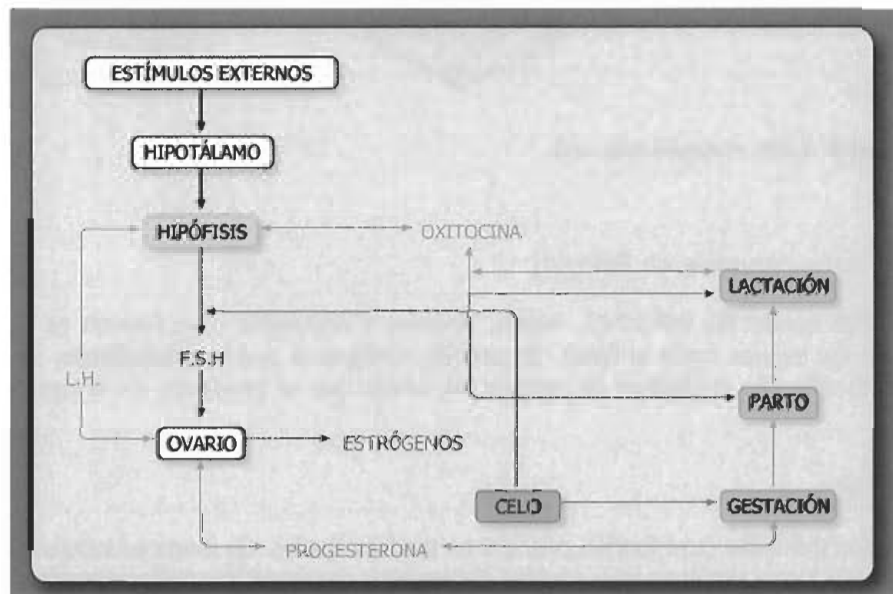 ESTÍMULOS EXTERNOS
HIPOTÁLAMO
HIPÓFISIS
OXITOCINA
LACTACIÓN
F.S.H
L.H.
PARTO
OVARIO
ESTRÓGENOS
CELO
GESTACIÓN
PROGESTERONA